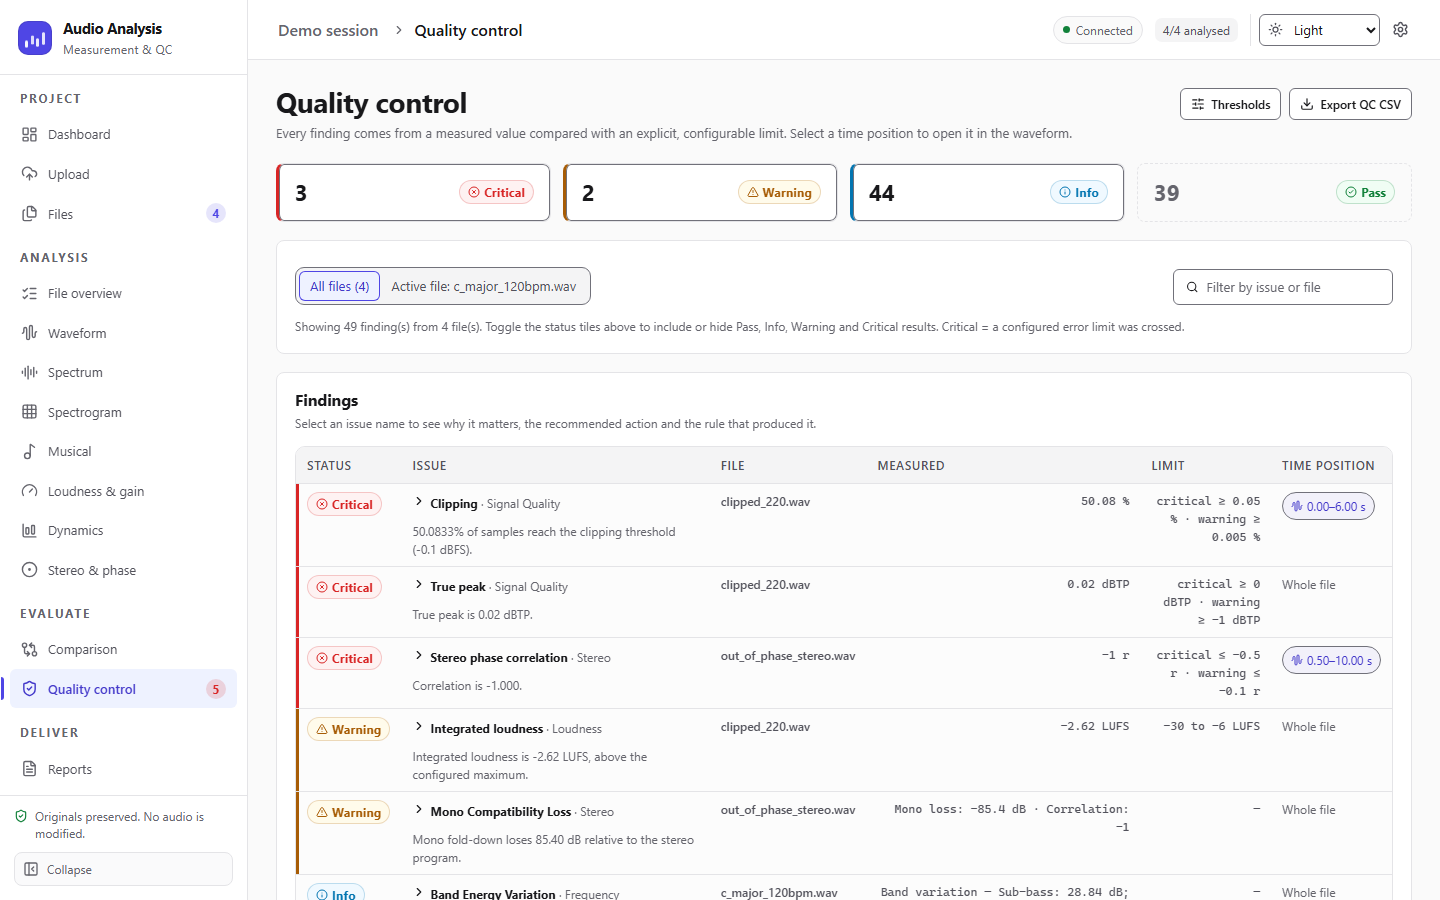 Audio Analysis
Measurement & QC
PROJECT
Dashboard
Upload
Files 4
ANALYSIS
File overview
Waveform
Spectrum
Spectrogram
Musical
Loudness & gain
Dynamics
Stereo & phase
EVALUATE
Comparison
Quality control 5
DELIVER
Reports
Originals preserved. No audio is
modified.
Collapse
Demo session > Quality control
Connected
4/4 analysed
Light
Quality control
Every finding comes from a measured value compared with an explicit, configurable limit. Select a time position to open it in the waveform.
Thresholds
Export QC CSV
3 Critical
2 Warning
44 Info
39 Pass
All files (4)
Active file: c_major_120bpm.wav
Filter by issue or file
Showing 49 finding(s) from 4 file(s). Toggle the status tiles above to include or hide Pass, Info, Warning and Critical results. Critical = a configured error limit was crossed.
Findings
Select an issue name to see why it matters, the recommended action and the rule that produced it.
STATUS ISSUE FILE MEASURED LIMIT TIME POSITION
Critical Clipping · Signal Quality clipped_220.wav 50.08 % critical ≥ 0.05 0.00–6.00 s
% · warning ≥
50.0833% of samples reach the clipping threshold
0.005 %
(-0.1 dBFS).
Critical True peak · Signal Quality clipped_220.wav 0.02 dBTP critical ≥ 0 Whole file
dBTP · warning
True peak is 0.02 dBTP.
≥ −1 dBTP
Critical Stereo phase correlation · Stereo out_of_phase_stereo.wav −1 r critical ≤ −0.5 0.50–10.00 s
r · warning ≤
Correlation is -1.000.
−0.1 r
Warning Integrated loudness · Loudness clipped_220.wav −2.62 LUFS −30 to −6 LUFS Whole file
Integrated loudness is -2.62 LUFS, above the
configured maximum.
Warning Mono Compatibility Loss · Stereo out_of_phase_stereo.wav Mono loss: −85.4 dB · Correlation: — Whole file
−1
Mono fold-down loses 85.40 dB relative to the stereo
program.
Info Band Energy Variation · Frequency c_major_120bpm.wav Band variation — Sub-bass: 28.84 dB; — Whole file